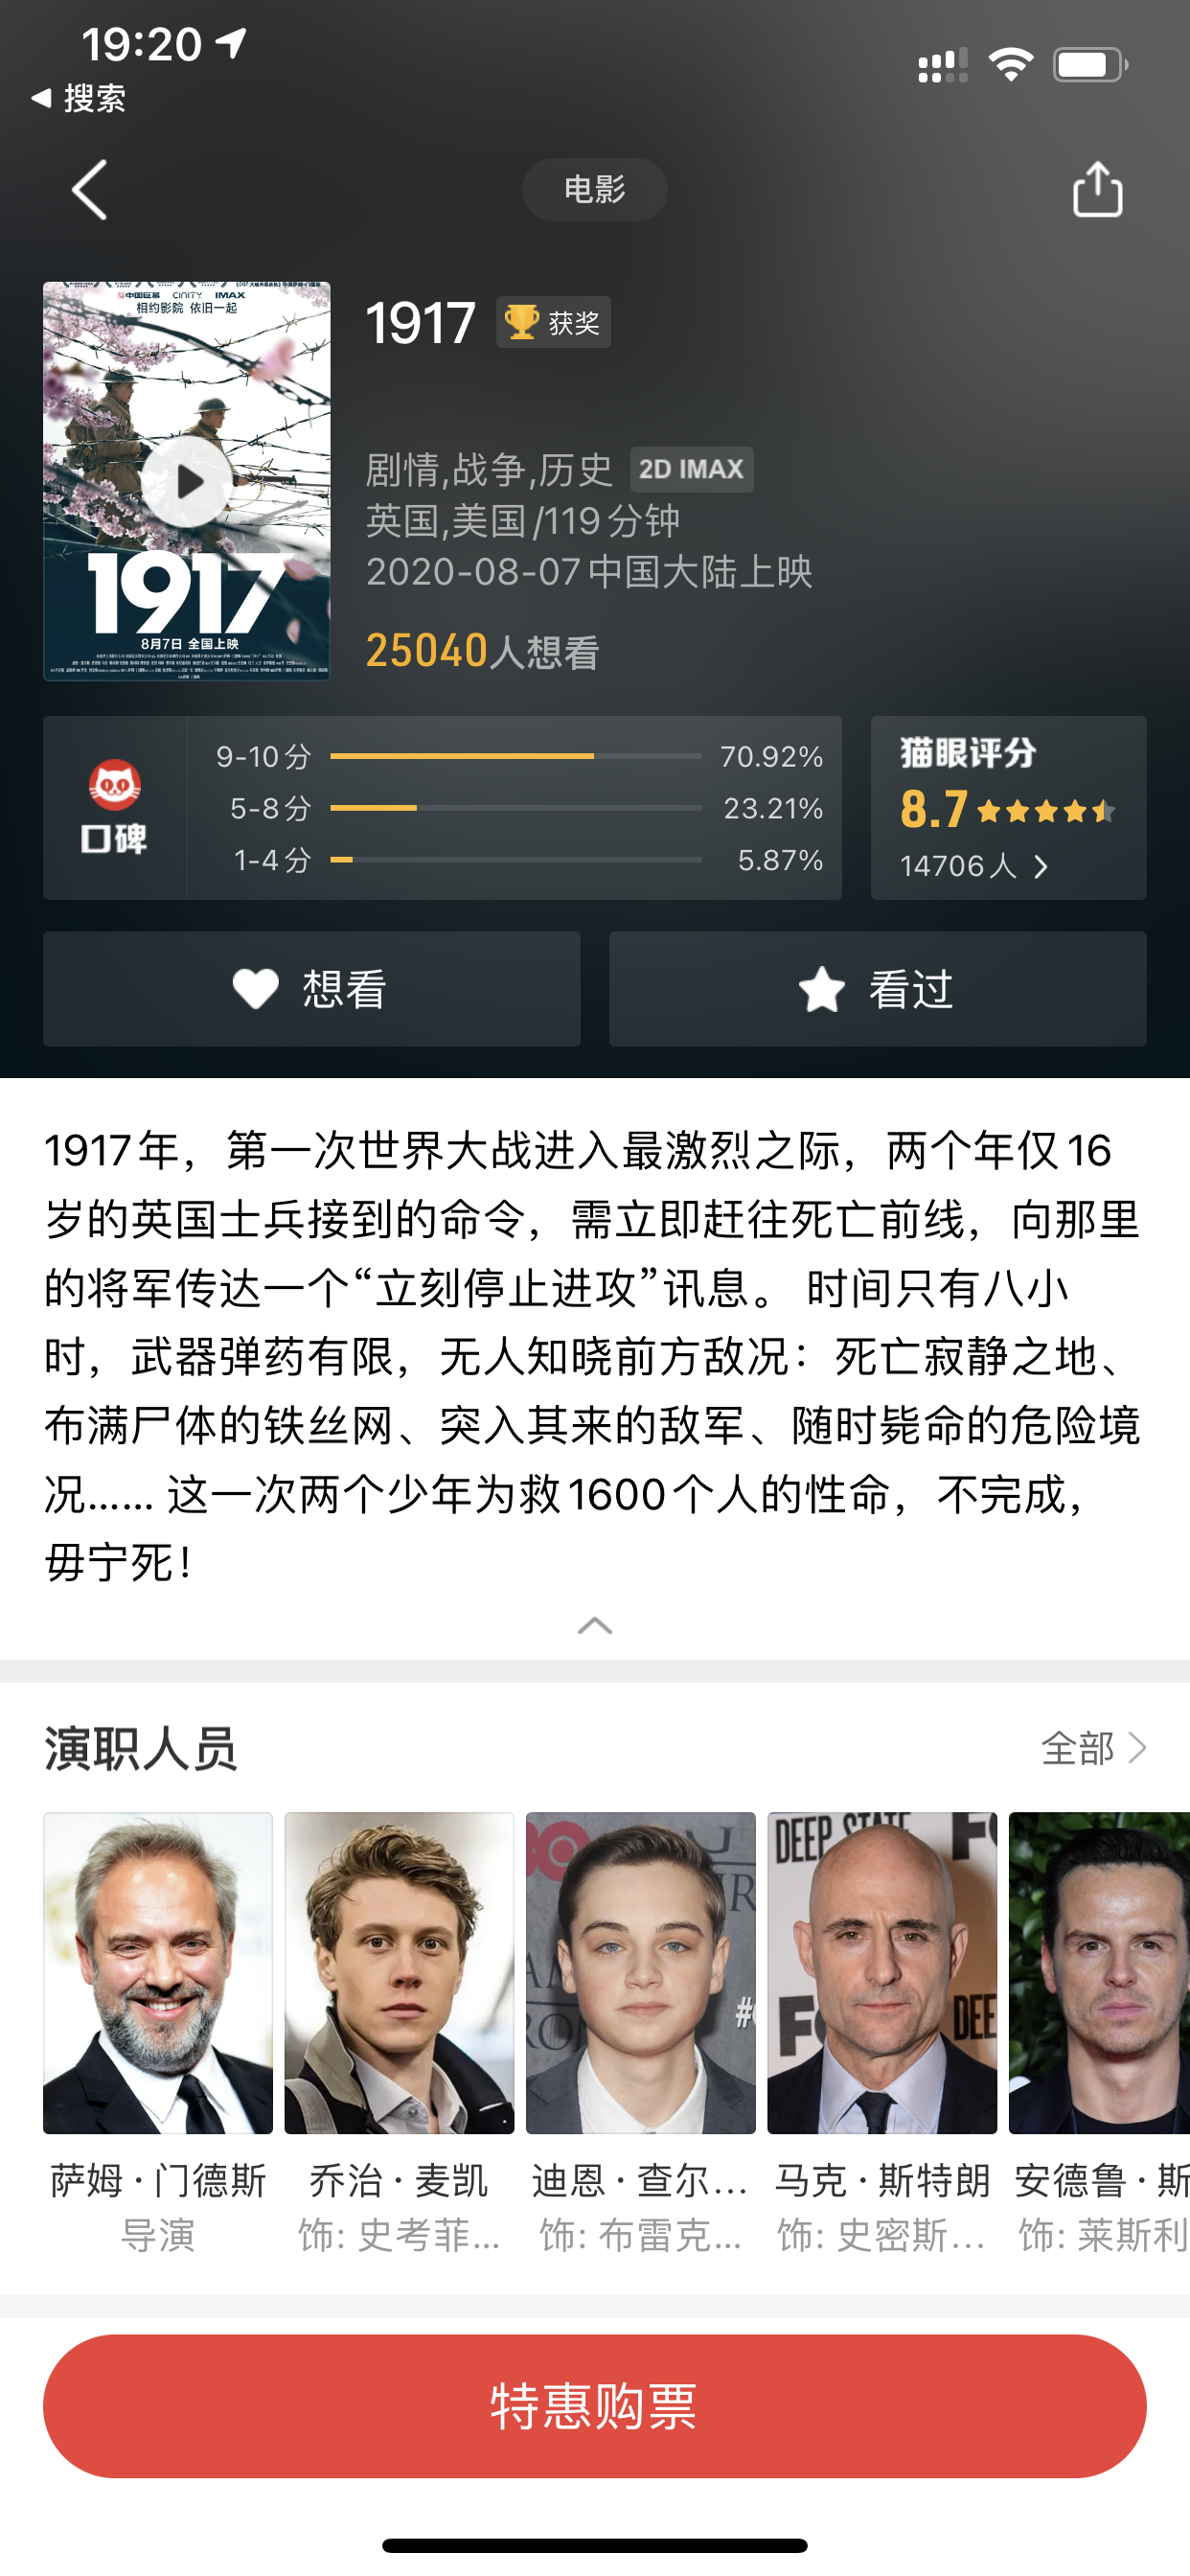 19:20
搜索
电影
中国巨幕 CINITY IMAX
相约影院 依旧一起
1917
8月7日 全国上映
1917 获奖
剧情,战争,历史 2D IMAX
英国,美国/119分钟
2020-08-07中国大陆上映
25040人想看
口碑
9-10分 70.92%
5-8分 23.21%
1-4分 5.87%
猫眼评分
8.7
14706人
想看
看过
1917年，第一次世界大战进入最激烈之际，两个年仅16
岁的英国士兵接到的命令，需立即赶往死亡前线，向那里
的将军传达一个“立刻停止进攻”讯息。 时间只有八小
时，武器弹药有限，无人知晓前方敌况：死亡寂静之地、
布满尸体的铁丝网、突入其来的敌军、随时毙命的危险境
况…… 这一次两个少年为救1600个人的性命，不完成，
毋宁死！
演职人员
全部
DEEP STATE
DEE
萨姆·门德斯
导演
乔治·麦凯
饰: 史考菲...
迪恩·查尔...
饰: 布雷克...
马克·斯特朗
饰: 史密斯...
安德鲁·斯
饰: 莱斯利
特惠购票